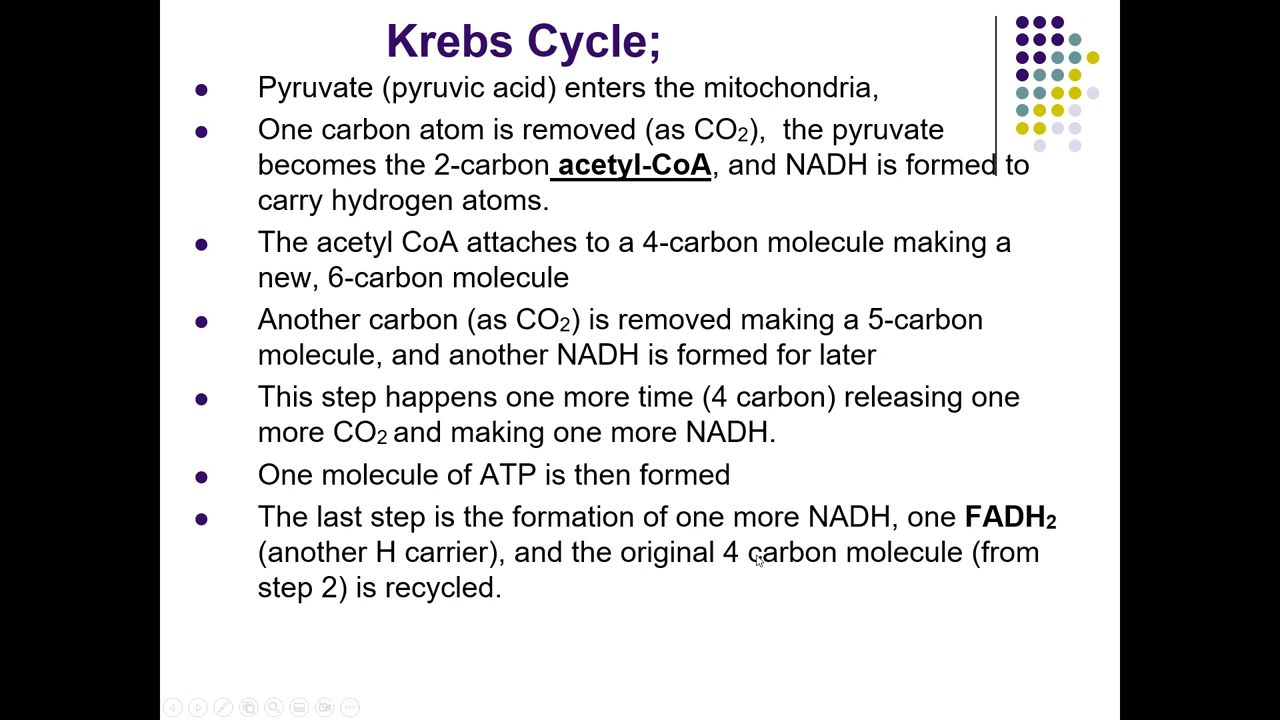 Krebs Cycle;
● Pyruvate (pyruvic acid) enters the mitochondria,
● One carbon atom is removed (as CO₂),  the pyruvate
becomes the 2-carbon acetyl-CoA, and NADH is formed to
carry hydrogen atoms.
● The acetyl CoA attaches to a 4-carbon molecule making a
new, 6-carbon molecule
● Another carbon (as CO₂) is removed making a 5-carbon
molecule, and another NADH is formed for later
● This step happens one more time (4 carbon) releasing one
more CO₂ and making one more NADH.
● One molecule of ATP is then formed
● The last step is the formation of one more NADH, one FADH₂
(another H carrier), and the original 4 carbon molecule (from
step 2) is recycled.